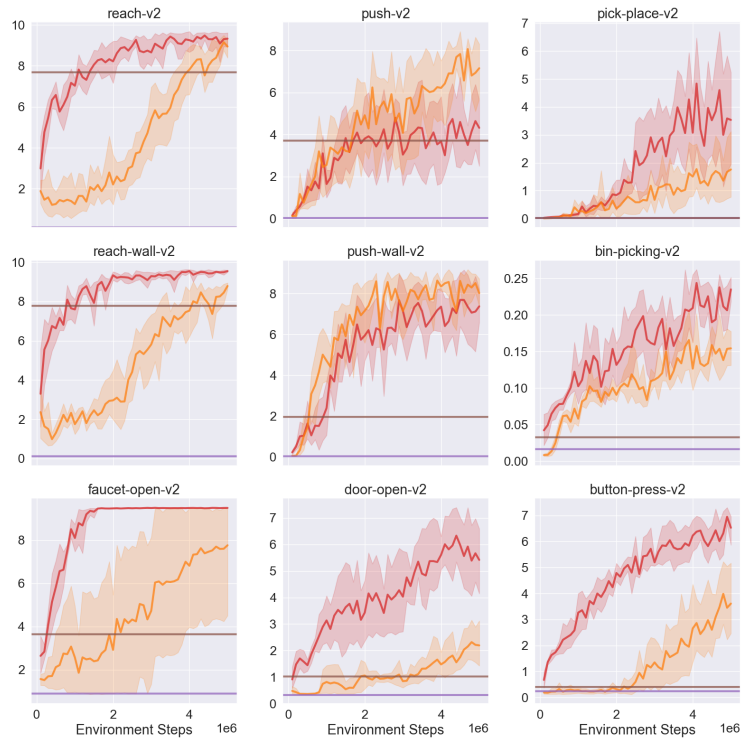 reach-v2 push-v2 pick-place-v2
10 8 6 4 2
8 6 4 2 0
7 6 5 4 3 2 1 0
reach-wall-v2 push-wall-v2 bin-picking-v2
10 8 6 4 2 0
8 6 4 2 0
0.25 0.20 0.15 0.10 0.05 0.00
faucet-open-v2 door-open-v2 button-press-v2
8 6 4 2
7 6 5 4 3 2 1 0
7 6 5 4 3 2 1 0
0 2 4 1e6
0 2 4 1e6
0 2 4 1e6
Environment Steps Environment Steps Environment Steps